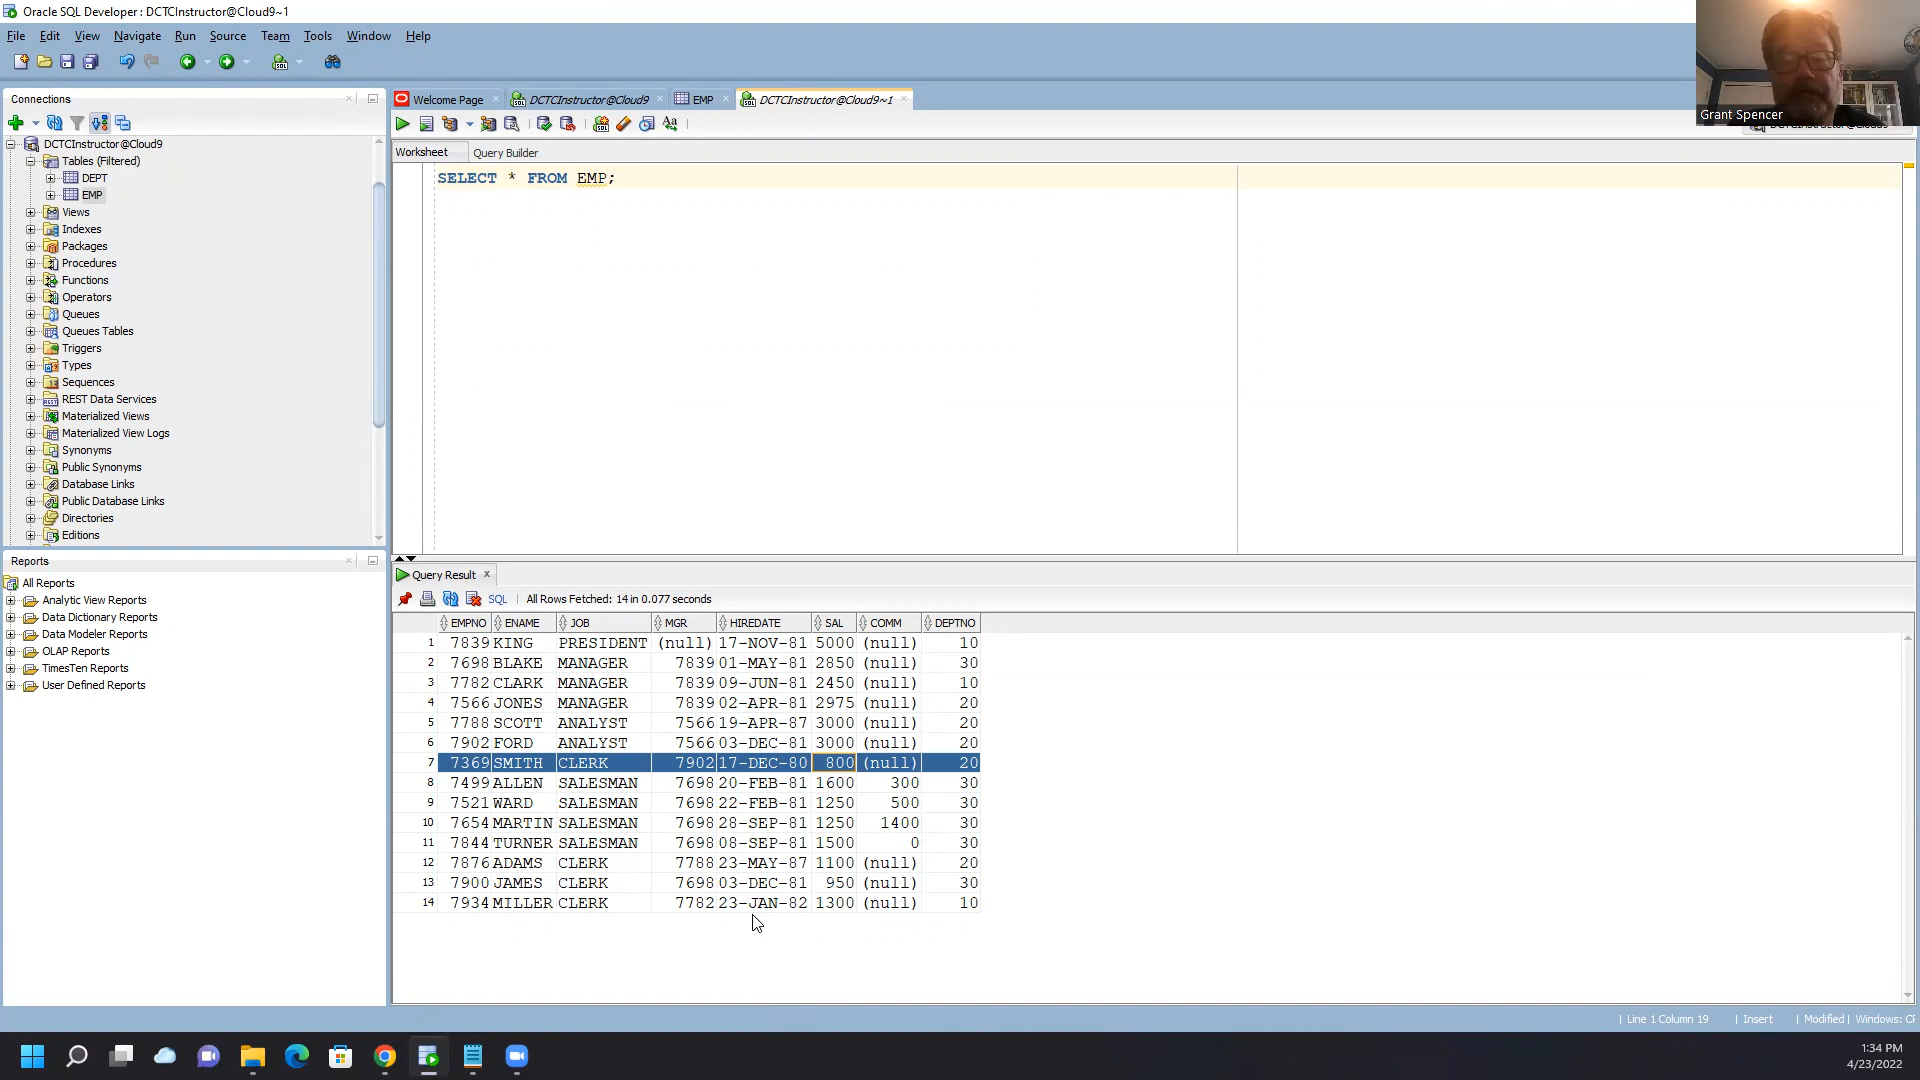 Oracle SQL Developer : DCTCInstructor@Cloud9~1
File Edit View Navigate Run Source Team Tools Window Help
Grant Spencer
Connections
Welcome Page DCTCInstructor@Cloud9 EMP DCTCInstructor@Cloud9~1
Worksheet Query Builder
SELECT * FROM EMP;
DCTCInstructor@Cloud9
Tables (Filtered)
DEPT
EMP
Views
Indexes
Packages
Procedures
Functions
Operators
Queues
Queues Tables
Triggers
Types
Sequences
REST Data Services
Materialized Views
Materialized View Logs
Synonyms
Public Synonyms
Database Links
Public Database Links
Directories
Editions
Reports
All Reports
Analytic View Reports
Data Dictionary Reports
Data Modeler Reports
OLAP Reports
TimesTen Reports
User Defined Reports
Query Result
SQL | All Rows Fetched: 14 in 0.077 seconds
EMPNO ENAME JOB MGR HIREDATE SAL COMM DEPTNO
1 7839 KING PRESIDENT (null) 17-NOV-81 5000 (null) 10
2 7698 BLAKE MANAGER 7839 01-MAY-81 2850 (null) 30
3 7782 CLARK MANAGER 7839 09-JUN-81 2450 (null) 10
4 7566 JONES MANAGER 7839 02-APR-81 2975 (null) 20
5 7788 SCOTT ANALYST 7566 19-APR-87 3000 (null) 20
6 7902 FORD ANALYST 7566 03-DEC-81 3000 (null) 20
7 7369 SMITH CLERK 7902 17-DEC-80 800 (null) 20
8 7499 ALLEN SALESMAN 7698 20-FEB-81 1600 300 30
9 7521 WARD SALESMAN 7698 22-FEB-81 1250 500 30
10 7654 MARTIN SALESMAN 7698 28-SEP-81 1250 1400 30
11 7844 TURNER SALESMAN 7698 08-SEP-81 1500 0 30
12 7876 ADAMS CLERK 7788 23-MAY-87 1100 (null) 20
13 7900 JAMES CLERK 7698 03-DEC-81 950 (null) 30
14 7934 MILLER CLERK 7782 23-JAN-82 1300 (null) 10
Line 1 Column 19 | Insert | Modified | Windows:
1:34 PM
4/23/2022